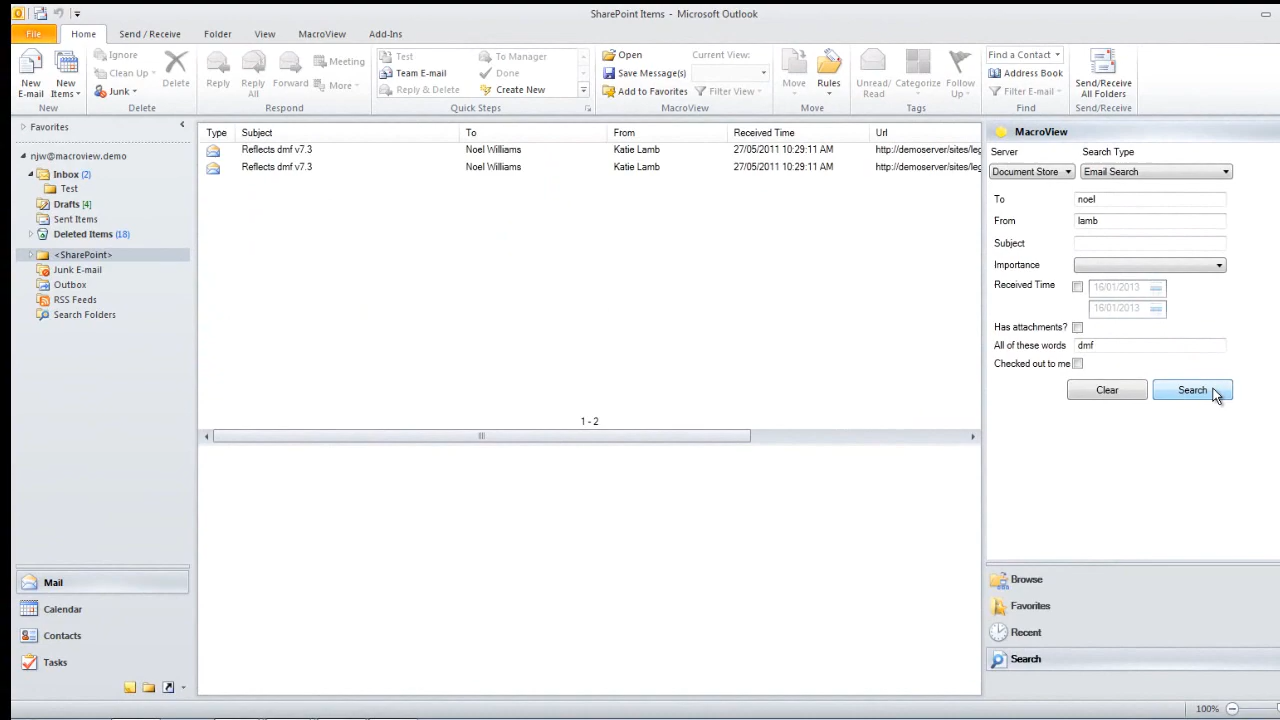 SharePoint Items - Microsoft Outlook
File Home Send / Receive Folder View MacroView Add-Ins
New E-mail
New Items
New
Ignore
Clean Up
Junk
Delete
Delete
Reply
Reply All
Forward
Meeting
More
Respond
Test
Team E-mail
Reply & Delete
To Manager
Done
Create New
Quick Steps
Open
Save Message(s)
Add to Favorites
Current View:
Filter View
MacroView
Move
Rules
Move
Unread/ Read
Categorize
Follow Up
Tags
Find a Contact
Address Book
Filter E-mail
Find
Send/Receive All Folders
Send/Receive
Favorites
njw@macroview.demo
Inbox (2)
Test
Drafts [4]
Sent Items
Deleted Items (18)
<SharePoint>
Junk E-mail
Outbox
RSS Feeds
Search Folders
Mail
Calendar
Contacts
Tasks
Type Subject To From Received Time Url
Reflects dmf v7.3 Noel Williams Katie Lamb 27/05/2011 10:29:11 AM http://demoserver/sites/leg
Reflects dmf v7.3 Noel Williams Katie Lamb 27/05/2011 10:29:11 AM http://demoserver/sites/leg
1 - 2
MacroView
Server Search Type
Document Store Email Search
To noel
From lamb
Subject
Importance
Received Time 16/01/2013
16/01/2013
Has attachments?
All of these words dmf
Checked out to me
Clear Search
Browse
Favorites
Recent
Search
100%